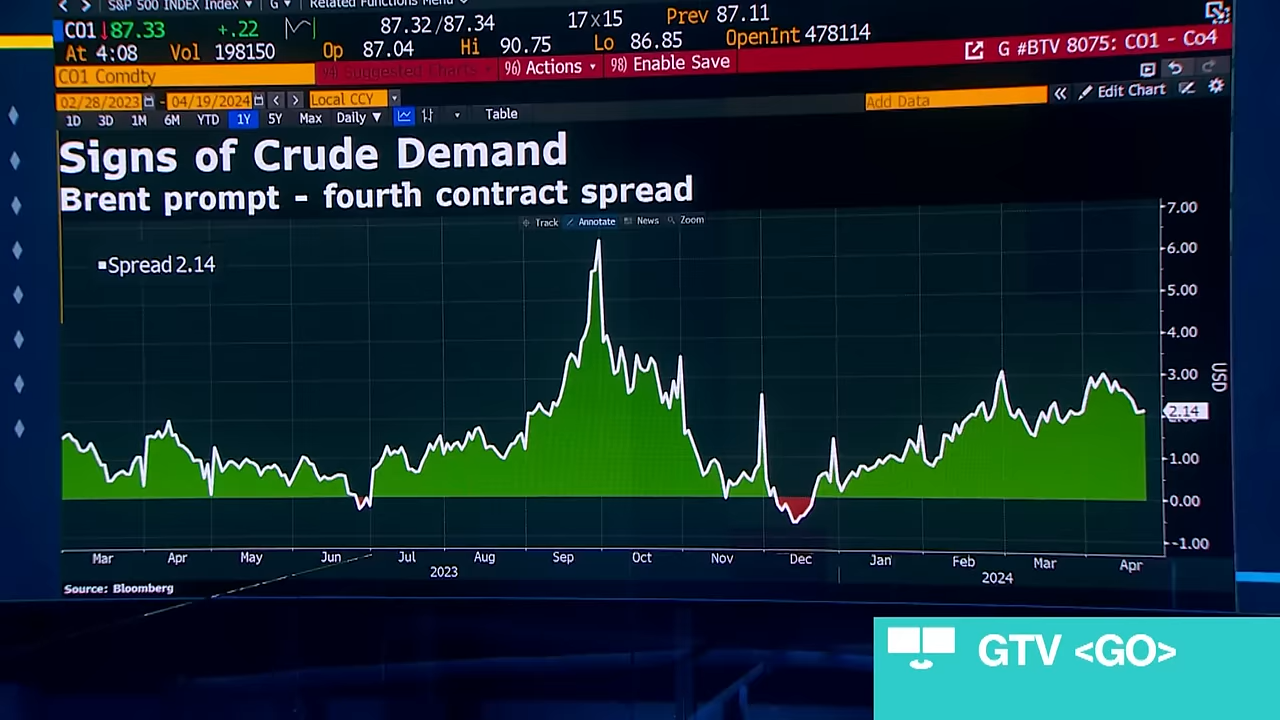 S&P 500 INDEX Index G Related Functions Menu
CO1 ↓87.33 +.22 87.32/87.34 17x15 Prev 87.11
At 4:08 Vol 198150 Op 87.04 Hi 90.75 Lo 86.85 OpenInt 478114
CO1 Comdty 94) Suggested Charts 96) Actions 98) Enable Save G #BTV 8075: CO1 - Co4
02/28/2023 - 04/19/2024 Local CCY Add Data « Edit Chart
1D 3D 1M 6M YTD 1Y 5Y Max Daily ▼ Table
Signs of Crude Demand
Brent prompt - fourth contract spread
Track Annotate News Zoom
Spread 2.14
7.00
6.00
5.00
4.00
3.00
2.14
1.00
0.00
-1.00
USD
Mar Apr May Jun Jul Aug Sep Oct Nov Dec Jan Feb Mar Apr
2023 2024
Source: Bloomberg
GTV <GO>